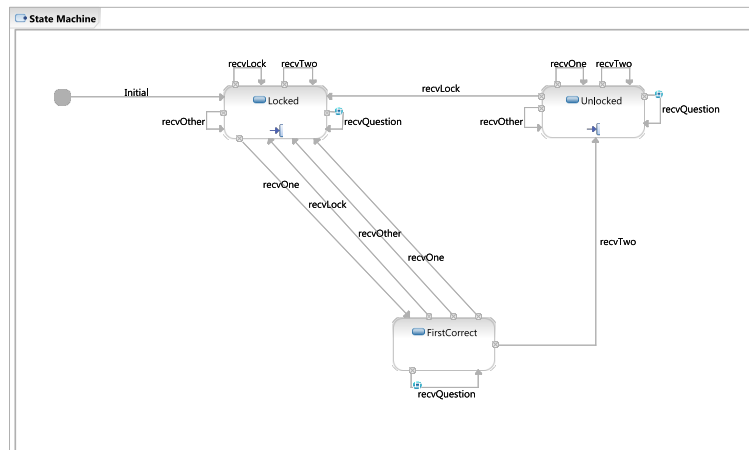 State Machine
recvLock
recvTwo
recvOne
recvTwo
Initial
Locked
recvLock
Unlocked
recvOther
recvQuestion
recvOther
recvQuestion
recvOne
recvLock
recvOther
recvTwo
recvOne
FirstCorrect
recvQuestion